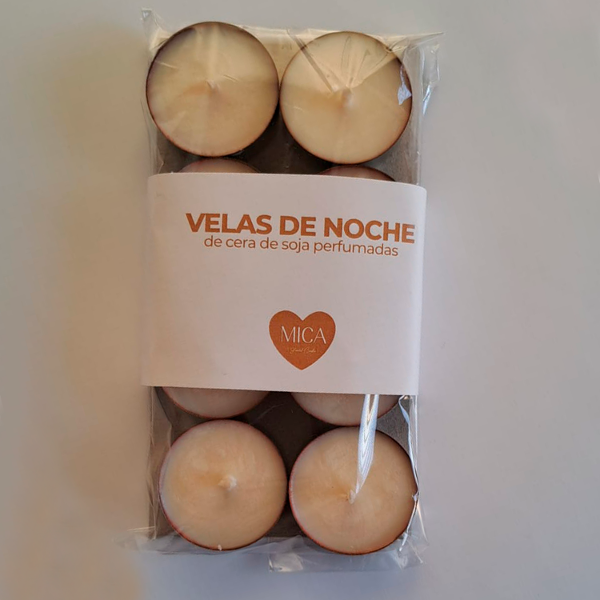 VELAS DE NOCHE
de cera de soja perfumadas
MICA